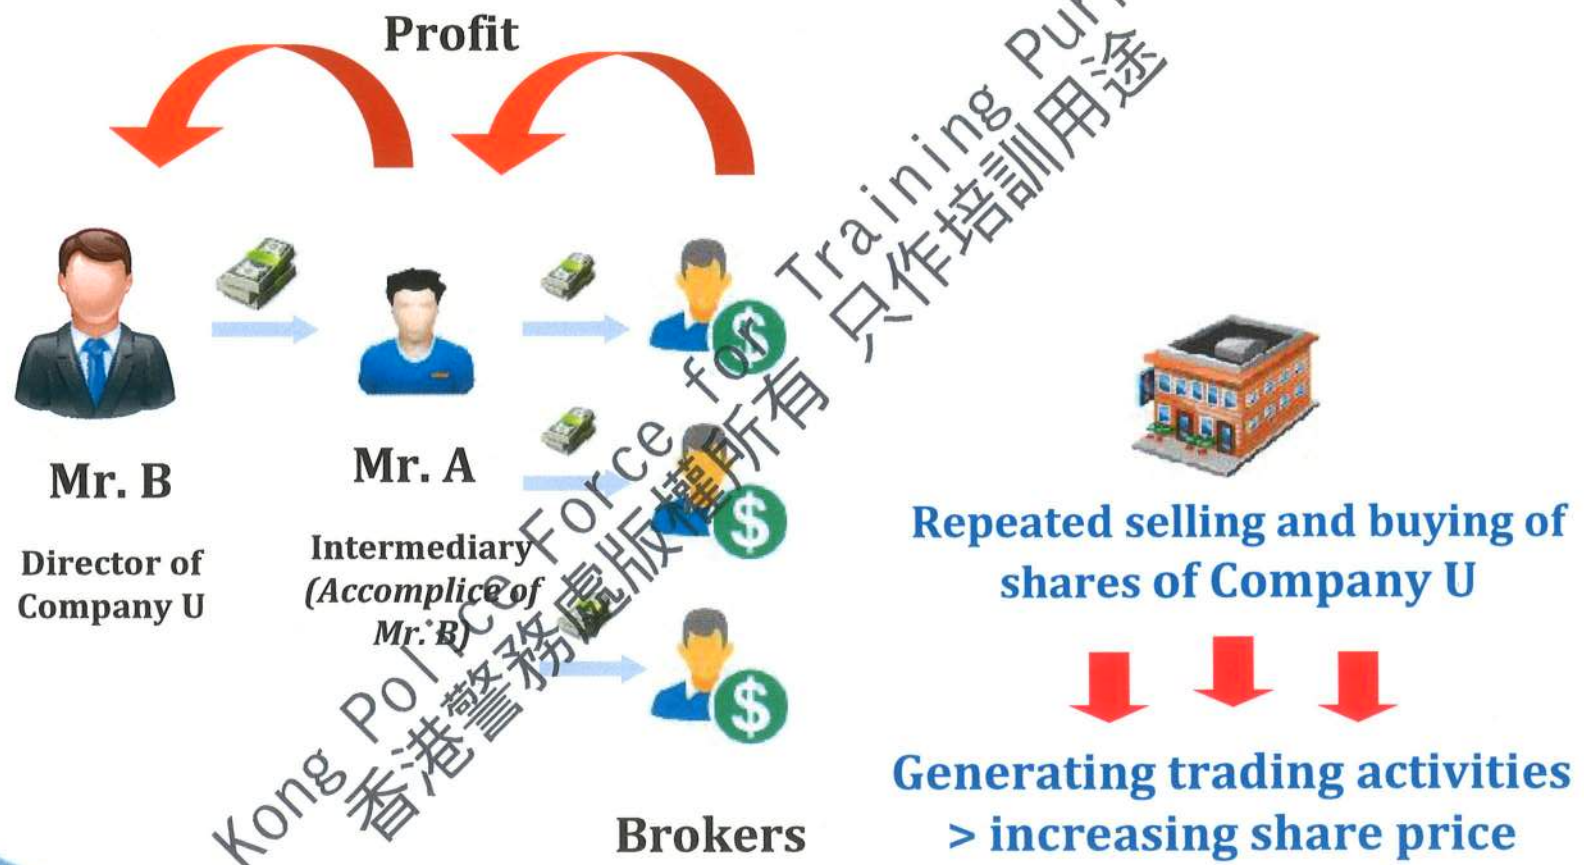 Profit
Mr. B
Director of
Company U
Mr. A
Intermediary
(Accomplice of
Mr. B)
Brokers
Repeated selling and buying of
shares of Company U
Generating trading activities
> increasing share price
Kong Police Force for Training
香港警務處版權所有 只作培訓用途